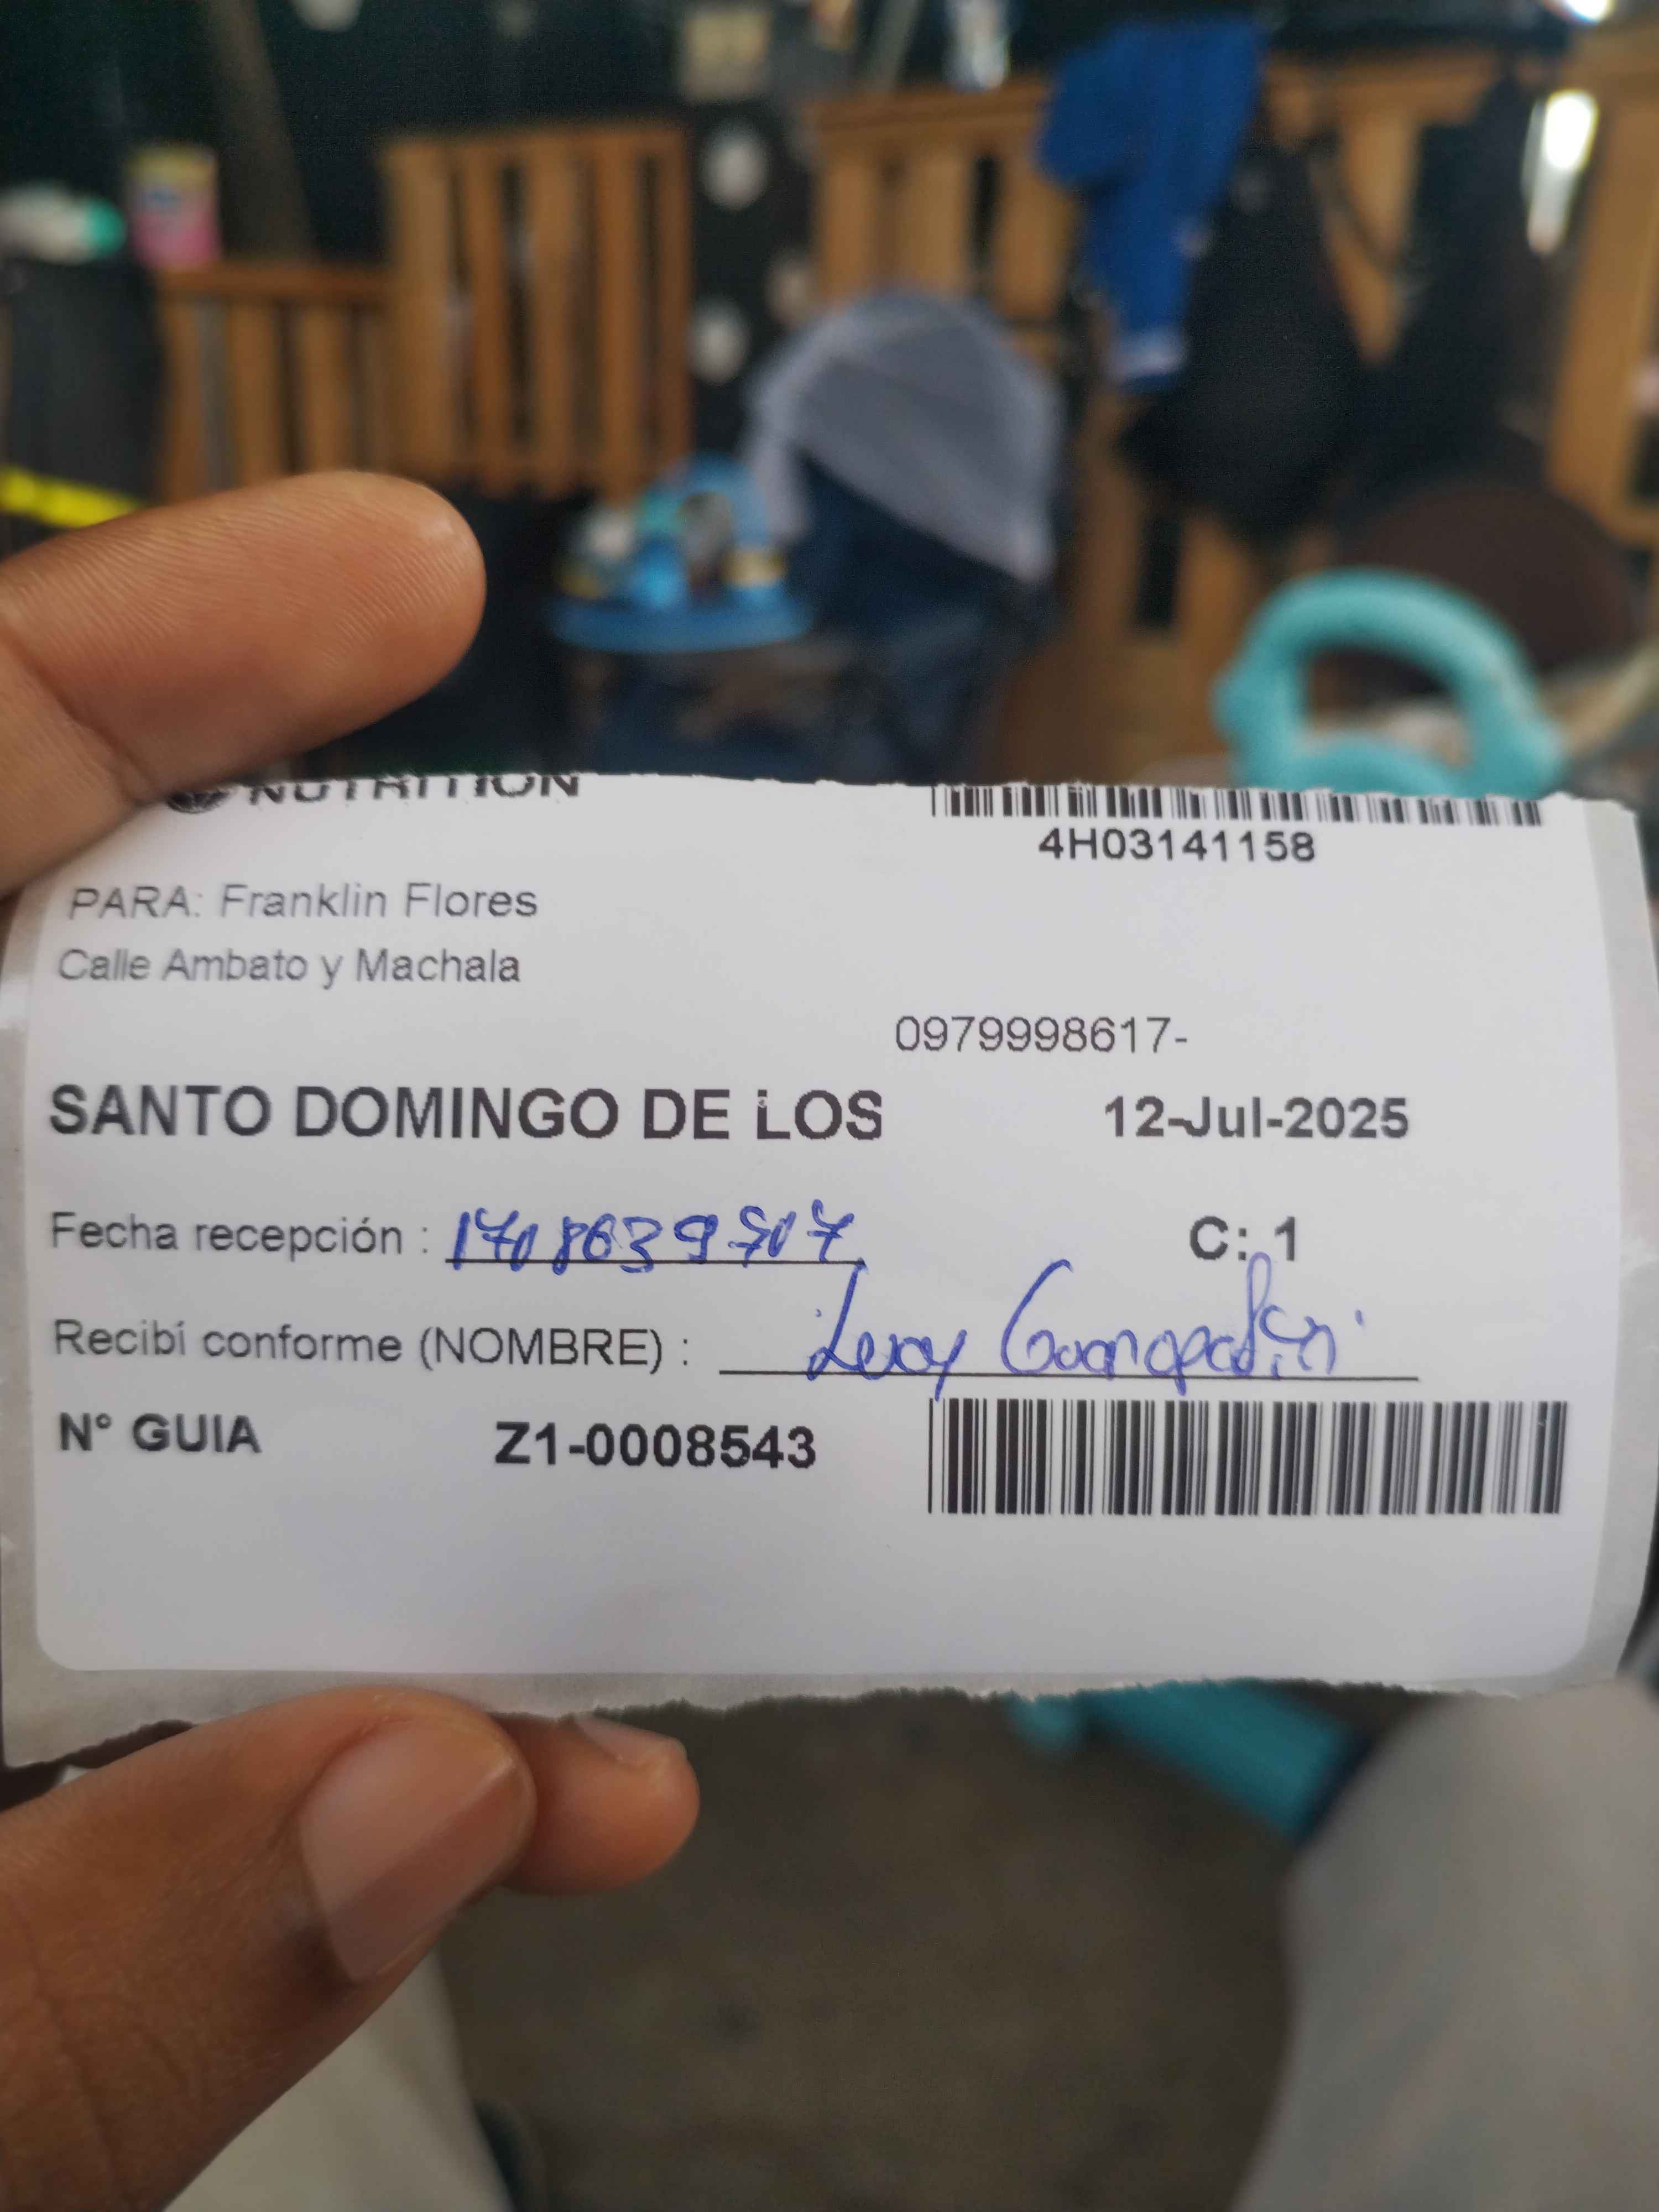 NUTRITION
4H03141158
PARA: Franklin Flores
Calle Ambato y Machala
0979998617-
SANTO DOMINGO DE LOS 12-Jul-2025
Fecha recepción : 1708639707 C: 1
Recibí conforme (NOMBRE) :
N° GUIA Z1-0008543